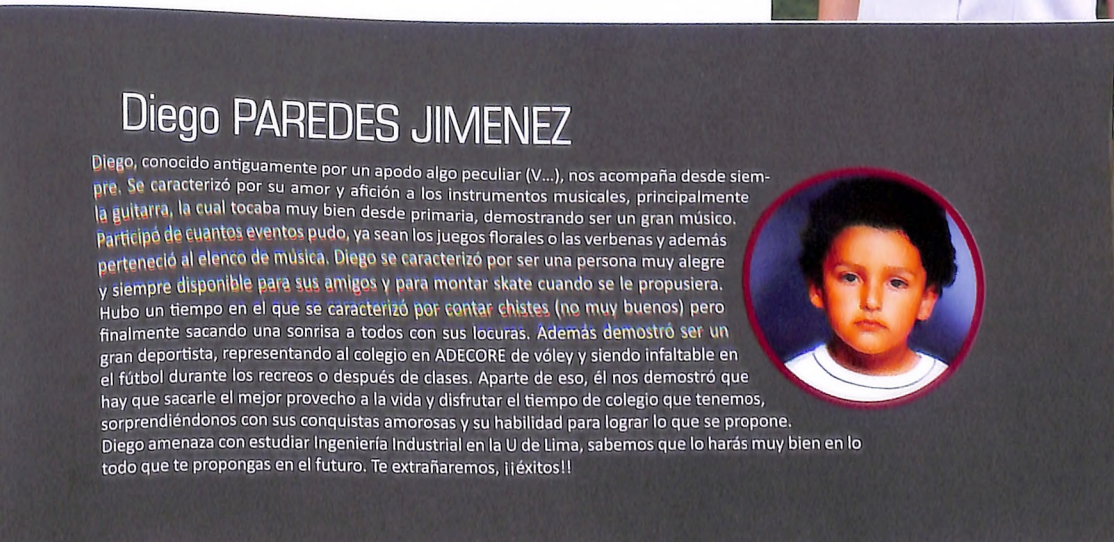 Diego PAREDES JIMENEZ
Diego, conocido antiguamente por un apodo algo peculiar (V...), nos acompaña desde siem-
pre. Se caracterizó por su amor y afición a los instrumentos musicales, principalmente
la guitarra, la cual tocaba muy bien desde primaria, demostrando ser un gran músico.
Participó de cuantos eventos pudo, ya sean los juegos florales o las verbenas y además
perteneció al elenco de música. Diego se caracterizó por ser una persona muy alegre
y siempre disponible para sus amigos y para montar skate cuando se le propusiera.
Hubo un tiempo en el que se caracterizó por contar chistes (no muy buenos) pero
finalmente sacando una sonrisa a todos con sus locuras. Además demostró ser un
gran deportista, representando al colegio en ADECORE de vóley y siendo infaltable en
el fútbol durante los recreos o después de clases. Aparte de eso, él nos demostró que
hay que sacarle el mejor provecho a la vida y disfrutar el tiempo de colegio que tenemos,
sorprendiéndonos con sus conquistas amorosas y su habilidad para lograr lo que se propone.
Diego amenaza con estudiar Ingeniería Industrial en la U de Lima, sabemos que lo harás muy bien en lo
todo que te propongas en el futuro. Te extrañaremos, ¡¡éxitos!!